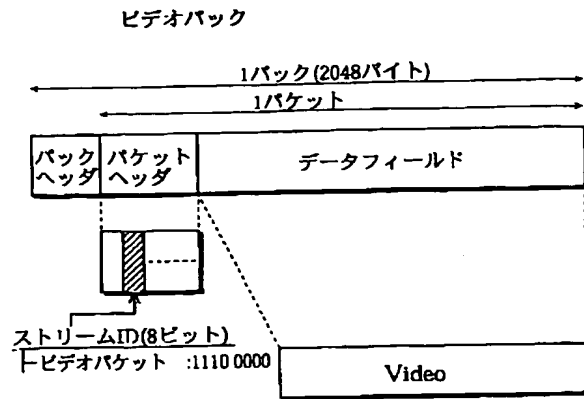 ビデオパック
1パック(2048バイト)
1パケット
パック
ヘッダ
パケット
ヘッダ
データフィールド
ストリームID(8ビット)
ビデオパケット :1110 0000
Video